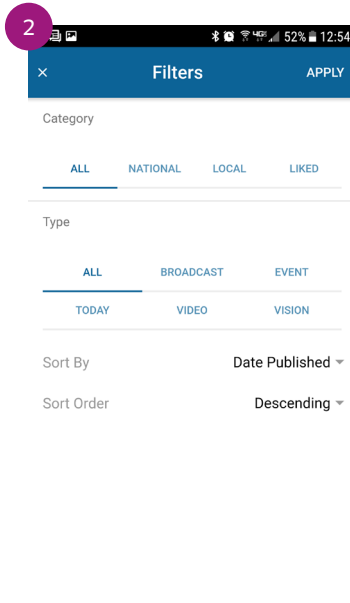 2
4G 52% 12:54
× Filters APPLY
Category
ALL NATIONAL LOCAL LIKED
Type
ALL BROADCAST EVENT
TODAY VIDEO VISION
Sort By Date Published
Sort Order Descending